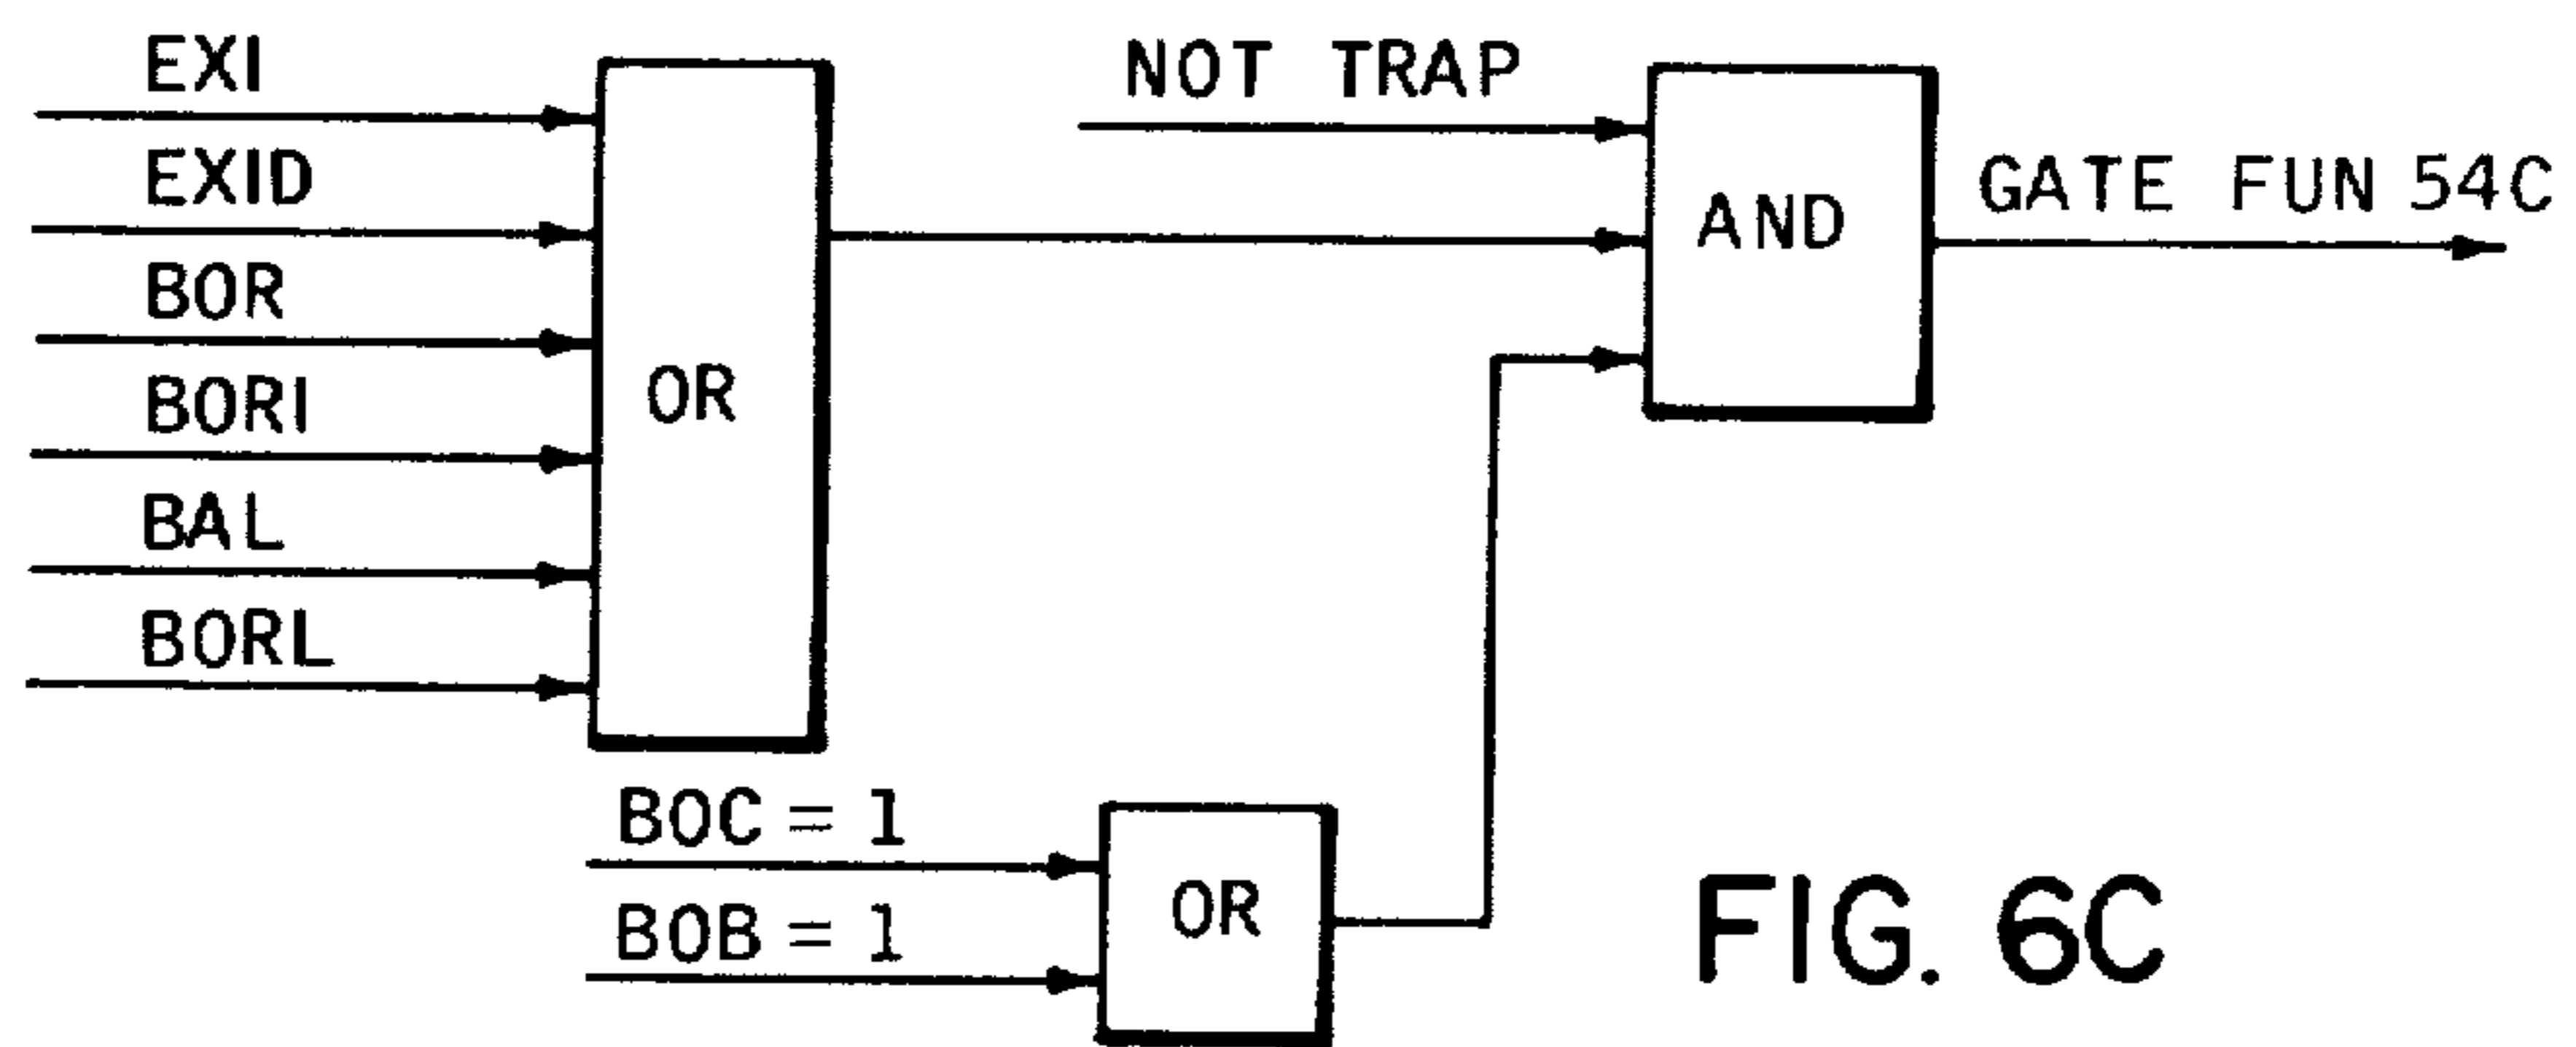 EXI
EXID
BOR
BORI
BAL
BORL
OR
NOT TRAP
AND
GATE FUN 54C
BOC = 1
BOB = 1
OR
FIG. 6C